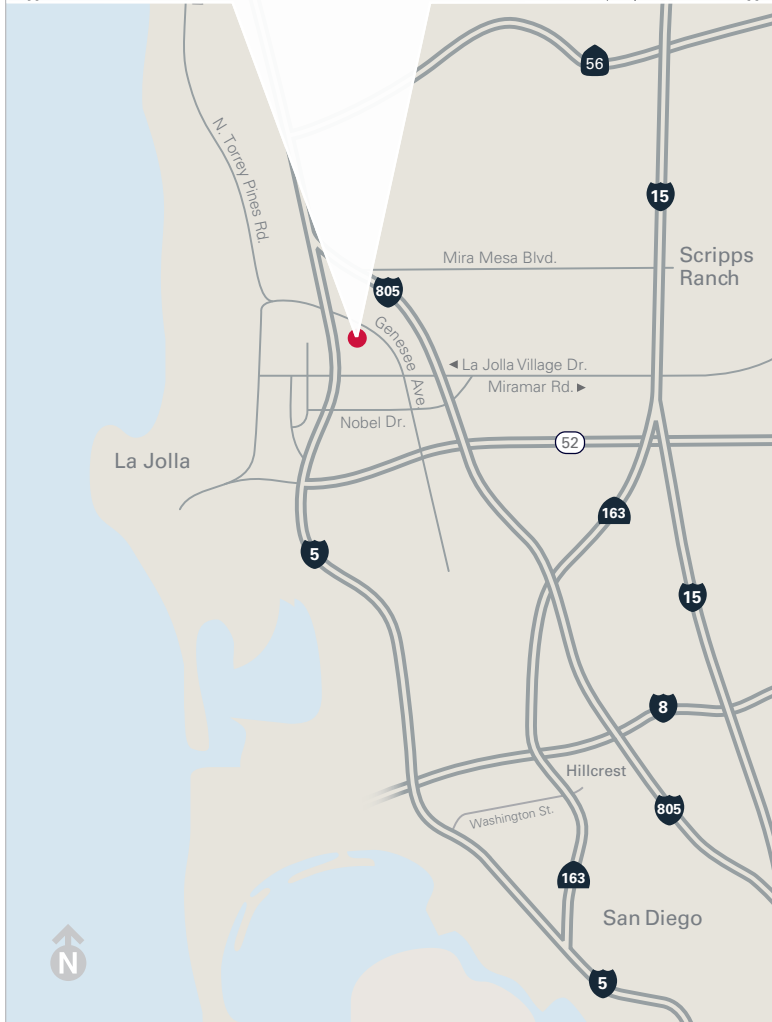 56
N. Torrey Pines Rd.
15
Mira Mesa Blvd.
Scripps
Ranch
805
Genesee Ave.
◄ La Jolla Village Dr.
Miramar Rd. ►
Nobel Dr.
52
La Jolla
163
5
15
8
Hillcrest
805
Washington St.
163
San Diego
N
5